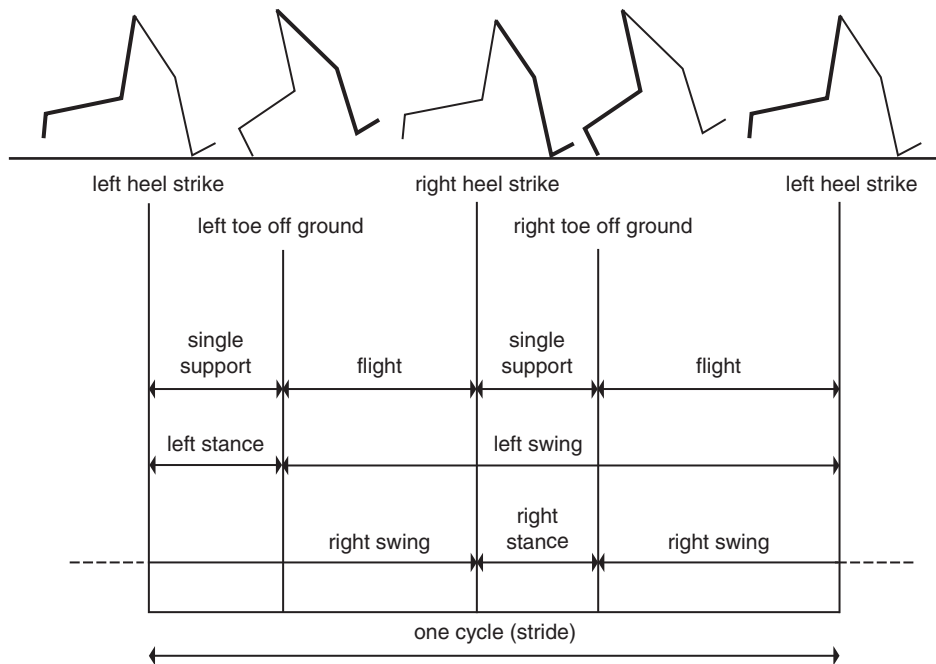 left heel strike
right heel strike
left heel strike
left toe off ground
right toe off ground
single
support
flight
single
support
flight
left stance
left swing
right swing
right
stance
right swing
one cycle (stride)